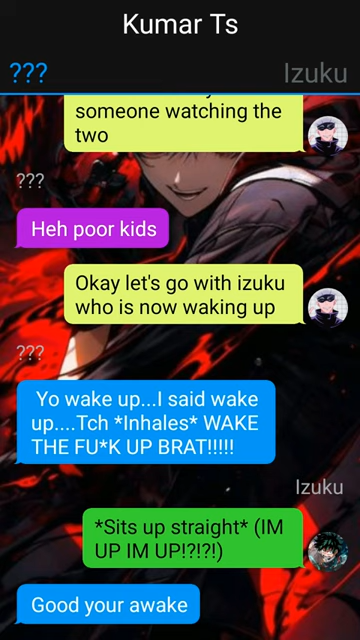 Kumar Ts
???
Izuku
someone watching the
two
???
Heh poor kids
Okay let's go with izuku
who is now waking up
???
Yo wake up...I said wake
up....Tch *Inhales* WAKE
THE FU*K UP BRAT!!!!!
Izuku
*Sits up straight* (IM
UP IM UP!?!?!)
Good your awake